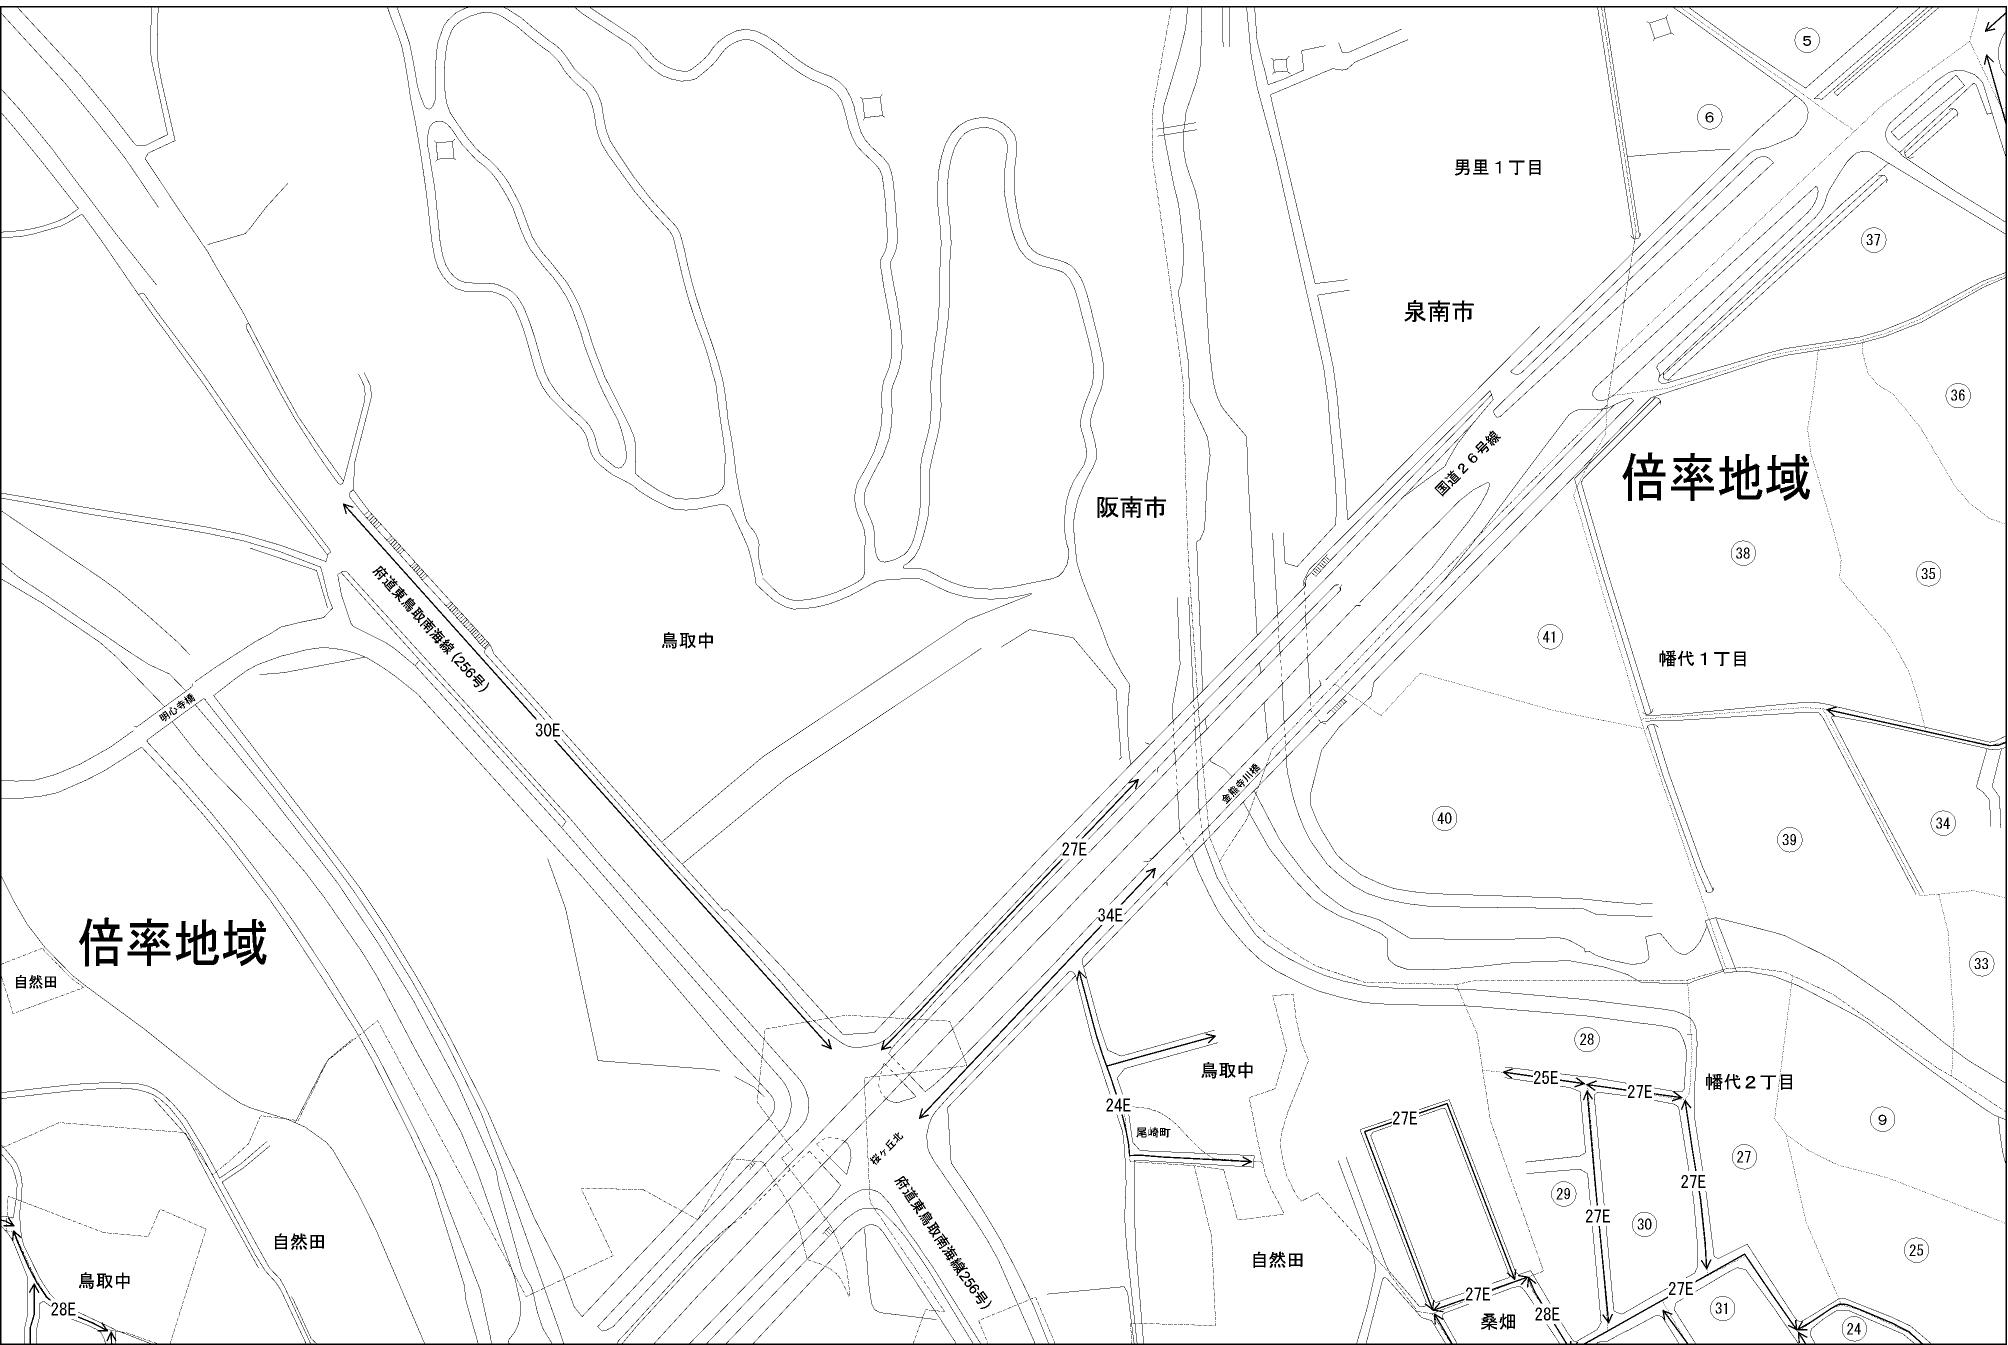 5
6
男里１丁目
37
泉南市
36
国道２６号線
倍率地域
阪南市
38
35
府道東鳥取南海線(256号)
鳥取中
41
幡代１丁目
明心寺橋
30E
金熊寺川橋
40
39
34
27E
34E
倍率地域
自然田
33
28
鳥取中
25E
27E
幡代２丁目
24E
27E
9
尾崎町
桜ヶ丘北
27
27E
29
府道東鳥取南海線(256号)
27E
30
自然田
自然田
25
鳥取中
27E
27E
28E
28E
31
桑畑
24